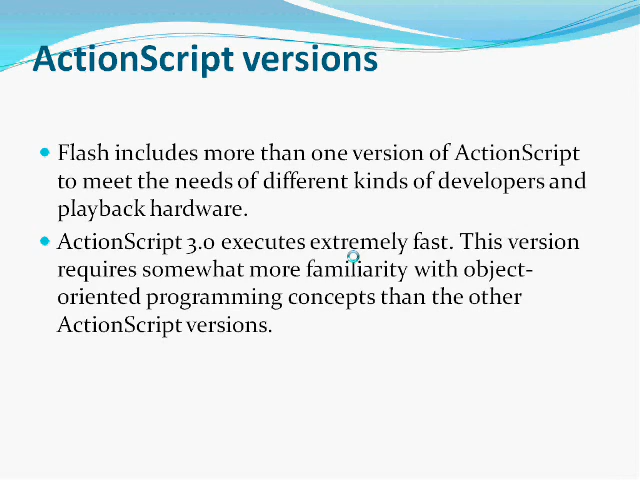 ActionScript versions
Flash includes more than one version of ActionScript
to meet the needs of different kinds of developers and
playback hardware.
ActionScript 3.0 executes extremely fast. This version
requires somewhat more familiarity with object-
oriented programming concepts than the other
ActionScript versions.